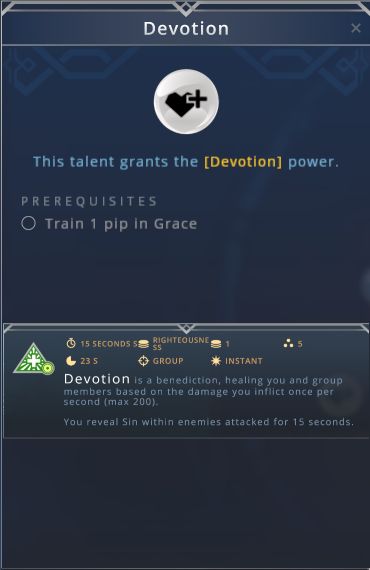 Devotion
This talent grants the [Devotion] power.
PREREQUISITES
Train 1 pip in Grace
15 SECONDS S RIGHTEOUSNESS 1 5
23 S GROUP INSTANT
Devotion is a benediction, healing you and group
members based on the damage you inflict once per
second (max 200).
You reveal Sin within enemies attacked for 15 seconds.